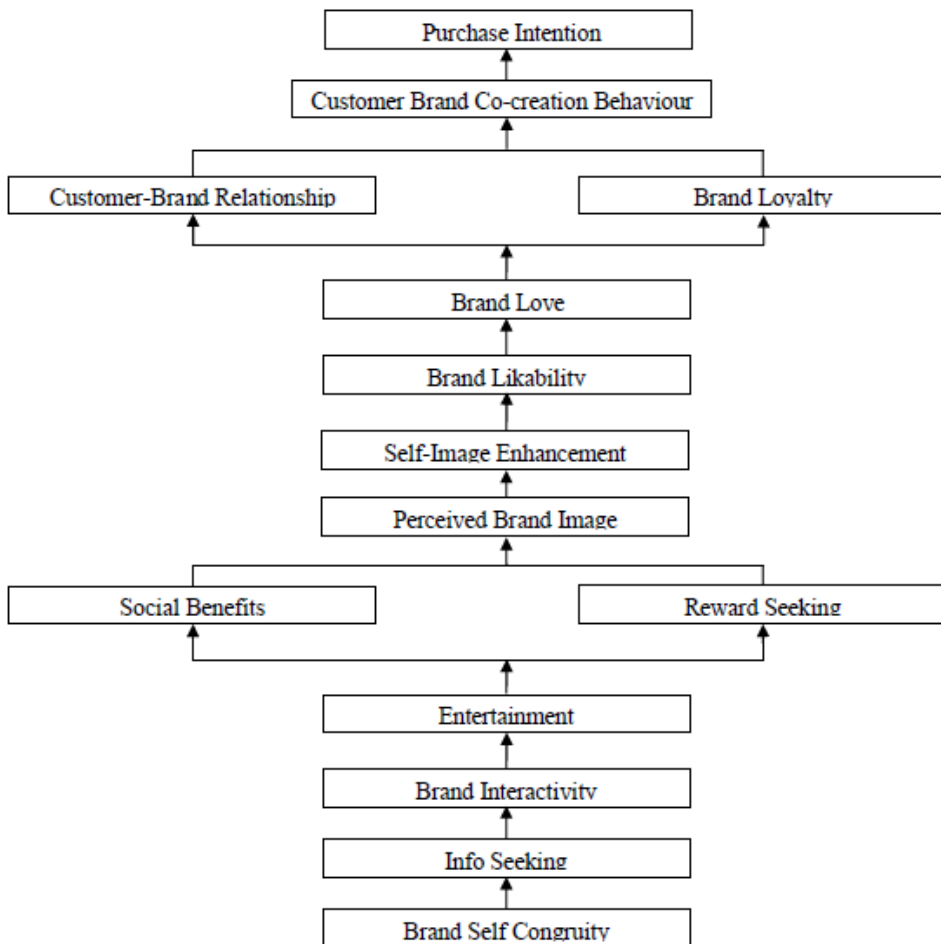 Purchase Intention
Customer Brand Co-creation Behaviour
Customer-Brand Relationship
Brand Loyalty
Brand Love
Brand Likability
Self-Image Enhancement
Perceived Brand Image
Social Benefits
Reward Seeking
Entertainment
Brand Interactivity
Info Seeking
Brand Self Congruity